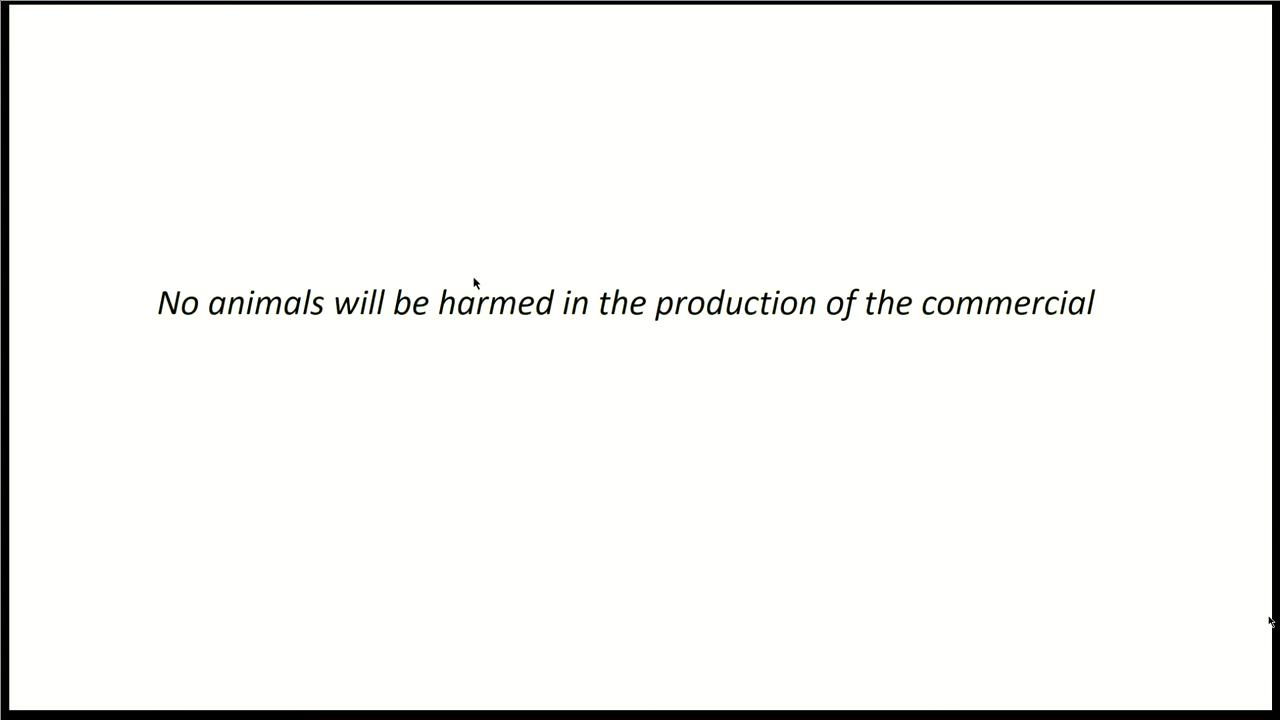 No animals will be harmed in the production of the commercial